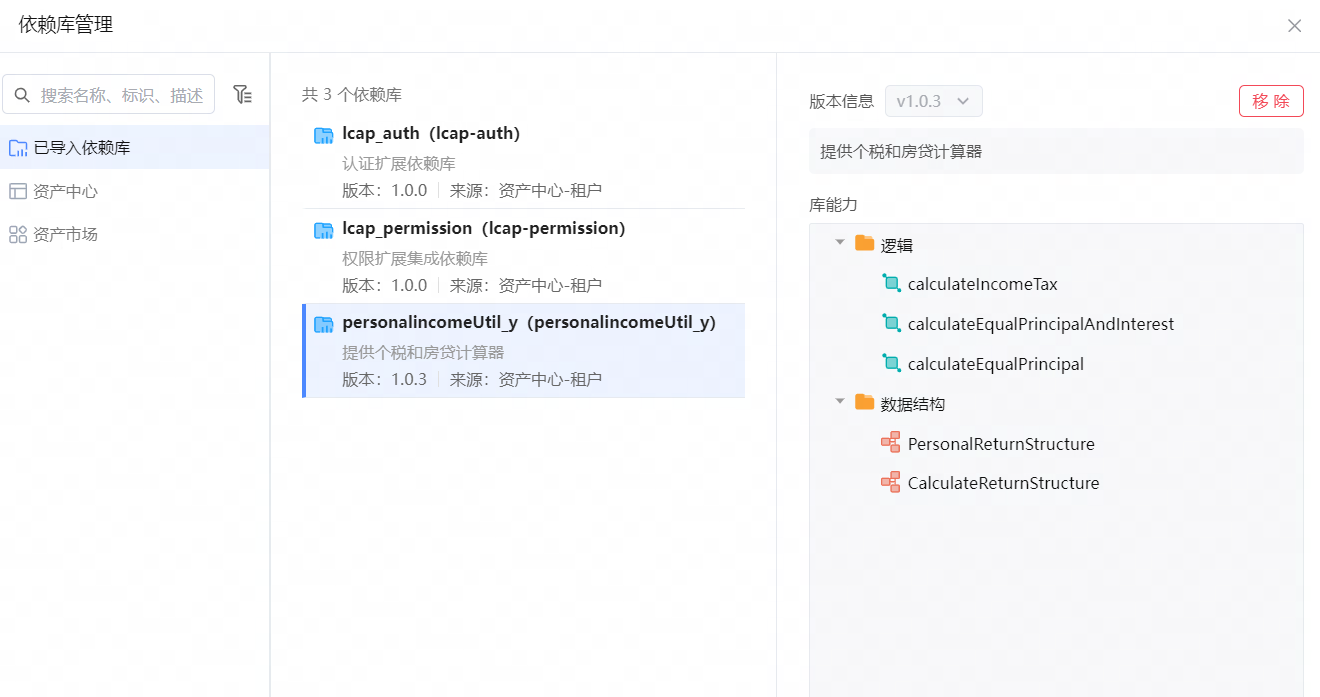 依赖库管理
搜索名称、标识、描述
已导入依赖库
资产中心
资产市场
共 3 个依赖库
lcap_auth（lcap-auth）
认证扩展依赖库
版本：1.0.0 来源：资产中心-租户
lcap_permission（lcap-permission）
权限扩展集成依赖库
版本：1.0.0 来源：资产中心-租户
personalincomeUtil_y（personalincomeUtil_y）
提供个税和房贷计算器
版本：1.0.3 来源：资产中心-租户
版本信息 v1.0.3 移 除
提供个税和房贷计算器
库能力
逻辑
calculateIncomeTax
calculateEqualPrincipalAndInterest
calculateEqualPrincipal
数据结构
PersonalReturnStructure
CalculateReturnStructure